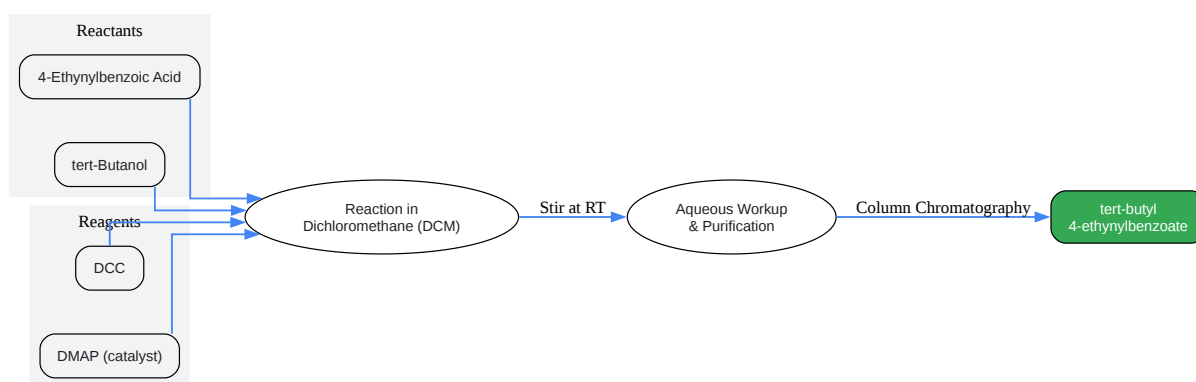 Reactants
4-Ethynylbenzoic Acid
tert-Butanol
Reagents
DCC
DMAP (catalyst)
Reaction in
Dichloromethane (DCM)
Stir at RT
Aqueous Workup
& Purification
Column Chromatography
tert-butyl
4-ethynylbenzoate